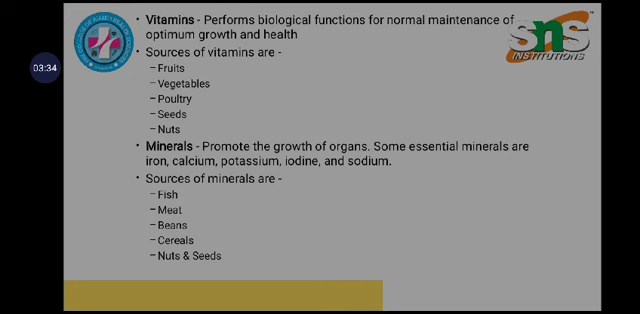 • Vitamins - Performs biological functions for normal maintenance of
optimum growth and health
• Sources of vitamins are -
– Fruits
– Vegetables
– Poultry
– Seeds
– Nuts
• Minerals - Promote the growth of organs. Some essential minerals are
iron, calcium, potassium, iodine, and sodium.
• Sources of minerals are -
– Fish
– Meat
– Beans
– Cereals
– Nuts & Seeds
03:34
SNS
INSTITUTIONS